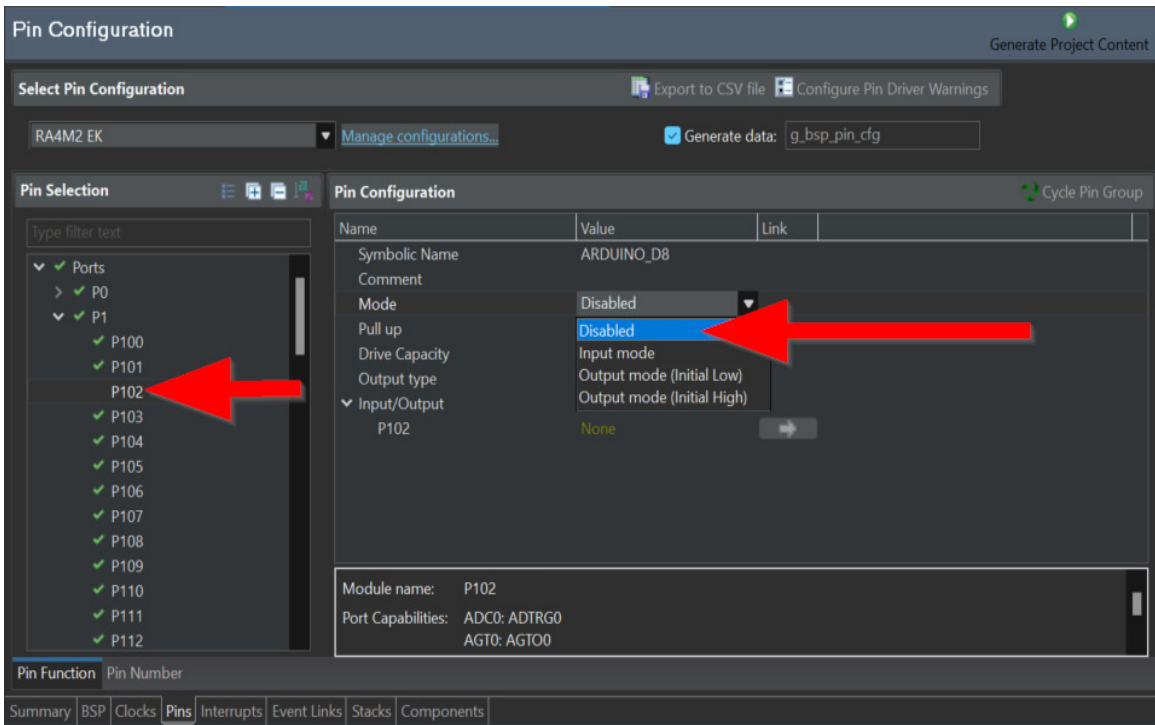 Pin Configuration
Generate Project Content
Select Pin Configuration
Export to CSV file
Configure Pin Driver Warnings
RA4M2 EK
Manage configurations...
Generate data:
g_bsp_pin_cfg
Pin Selection
Type filter text
Ports
P0
P1
P100
P101
P102
P103
P104
P105
P106
P107
P108
P109
P110
P111
P112
Pin Configuration
Cycle Pin Group
Name Value Link
Symbolic Name ARDUINO_D8
Comment
Mode Disabled
Pull up Disabled
Drive Capacity Input mode
Output type Output mode (Initial Low)
Input/Output Output mode (Initial High)
P102 None
Module name: P102
Port Capabilities: ADC0: ADTRG0
AGT0: AGTO0
Pin Function Pin Number
Summary BSP Clocks Pins Interrupts Event Links Stacks Components